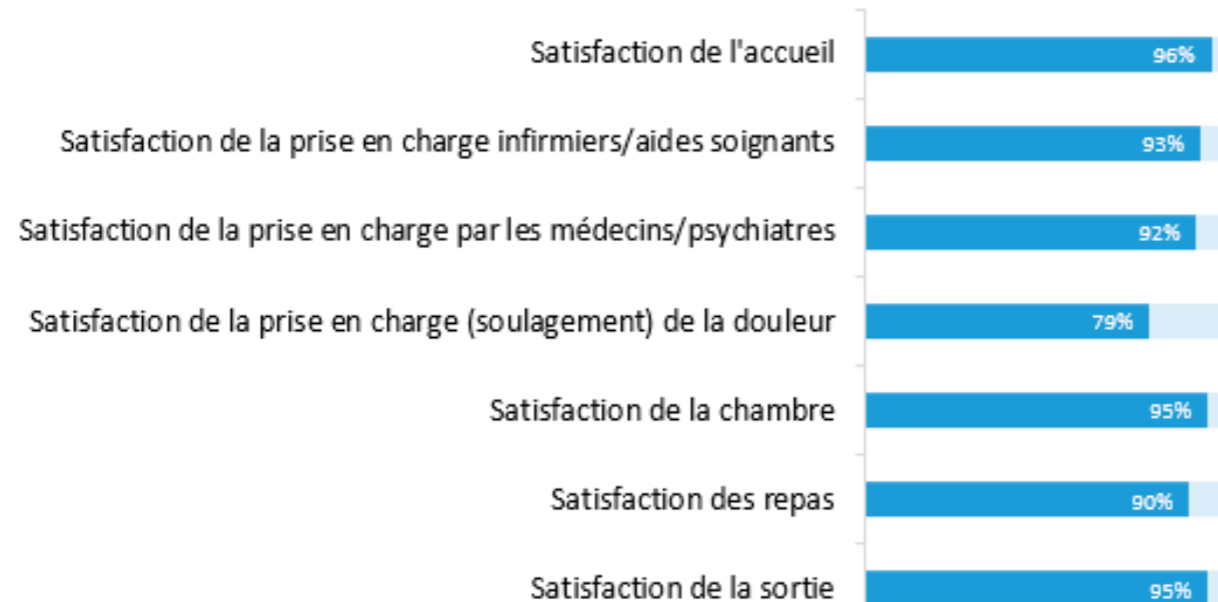 Satisfaction de l'accueil 96%
Satisfaction de la prise en charge infirmiers/aides soignants 93%
Satisfaction de la prise en charge par les médecins/psychiatres 92%
Satisfaction de la prise en charge (soulagement) de la douleur 79%
Satisfaction de la chambre 95%
Satisfaction des repas 90%
Satisfaction de la sortie 95%